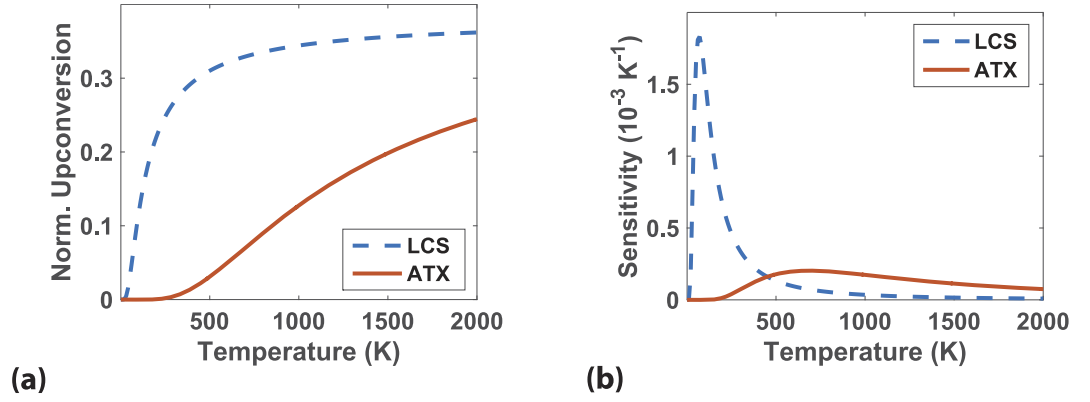 Norm. Upconversion
0.3
0.2
0.1
0
500
1000
1500
2000
Temperature (K)
LCS
ATX
(a)
Sensitivity (10⁻³ K⁻¹)
1.5
1
0.5
0
500
1000
1500
2000
Temperature (K)
LCS
ATX
(b)